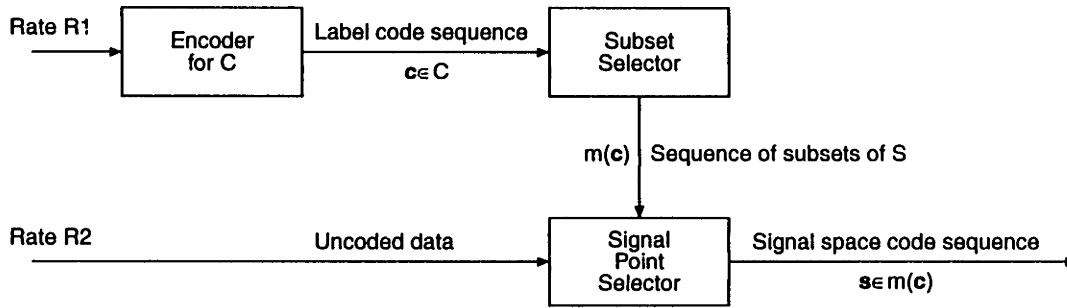 Rate R1
Encoder
for C
Label code sequence
c∈C
Subset
Selector
m(c) Sequence of subsets of S
Rate R2
Uncoded data
Signal
Point
Selector
Signal space code sequence
s∈m(c)